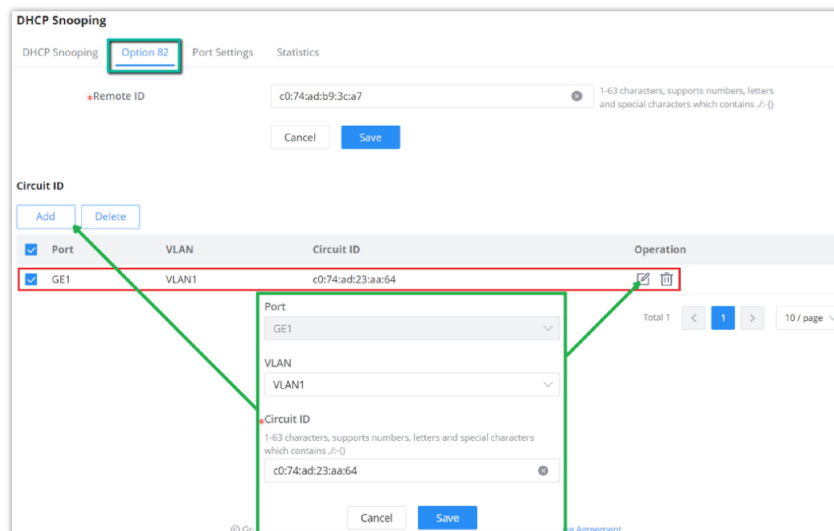 DHCP Snooping
DHCP Snooping Option 82 Port Settings Statistics
*Remote ID c0:74:ad:b9:3c:a7 1-63 characters, supports numbers, letters
and special characters which contains ./:-{}
Cancel Save
Circuit ID
Add Delete
Port VLAN Circuit ID Operation
GE1 VLAN1 c0:74:ad:23:aa:64
Total 1 < 1 > 10 / page
Port
GE1
VLAN
VLAN1
*Circuit ID
1-63 characters, supports numbers, letters and special characters
which contains ./:-{}
c0:74:ad:23:aa:64
Cancel Save
© Gr Agreement